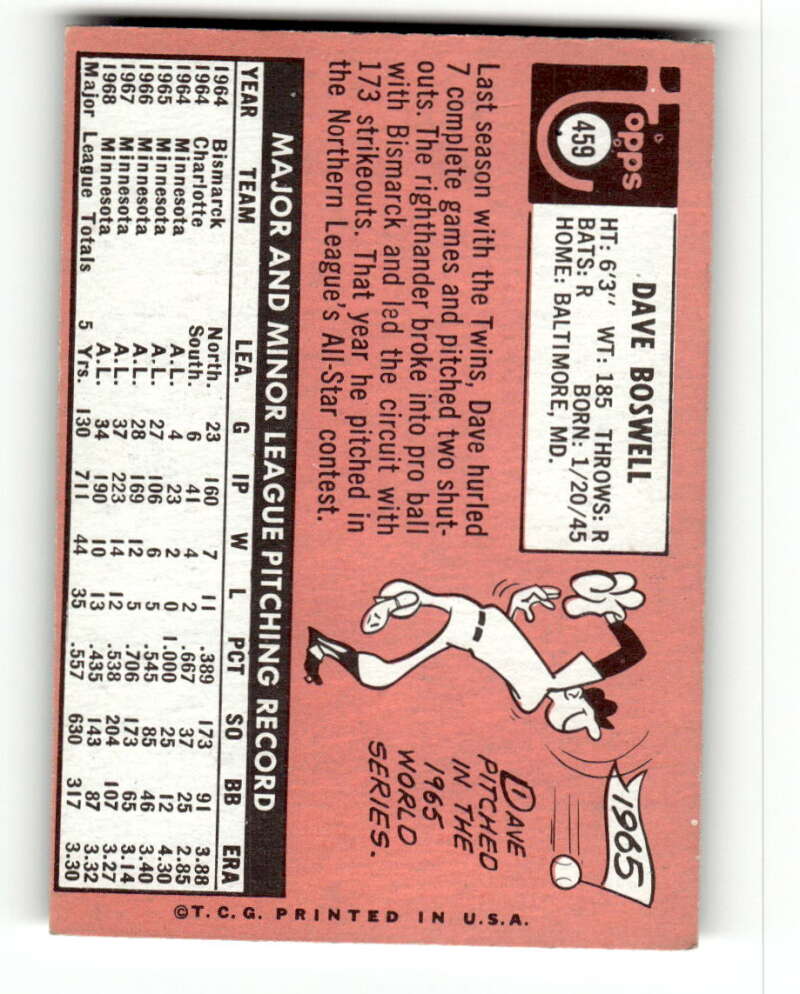 Topps
459
DAVE BOSWELL
HT: 6'3" WT: 185 THROWS: R
BATS: R BORN: 1/20/45
HOME: BALTIMORE, MD.
Last season with the Twins, Dave hurled
7 complete games and pitched two shut-
outs. The righthander broke into pro ball
with Bismarck and led the circuit with
173 strikeouts. That year he pitched in
the Northern League's All-Star contest.
1965
DAVE
PITCHED
IN THE
1965
WORLD
SERIES.
MAJOR AND MINOR LEAGUE PITCHING RECORD
YEAR TEAM LEA. G IP W L PCT SO BB ERA
1964 Bismarck North. 23 160 7 11 .389 173 91 3.88
1964 Charlotte South. 6 41 4 2 .667 37 25 2.85
1964 Minnesota A.L. 4 23 2 0 1.000 25 12 4.30
1965 Minnesota A.L. 27 106 6 5 .545 85 46 3.40
1966 Minnesota A.L. 28 169 12 5 .706 173 65 3.14
1967 Minnesota A.L. 37 223 14 12 .538 204 107 3.27
1968 Minnesota A.L. 34 190 10 13 .435 143 87 3.32
Major League Totals 5 Yrs. 130 711 44 35 .557 630 317 3.30
©T.C.G. PRINTED IN U.S.A.